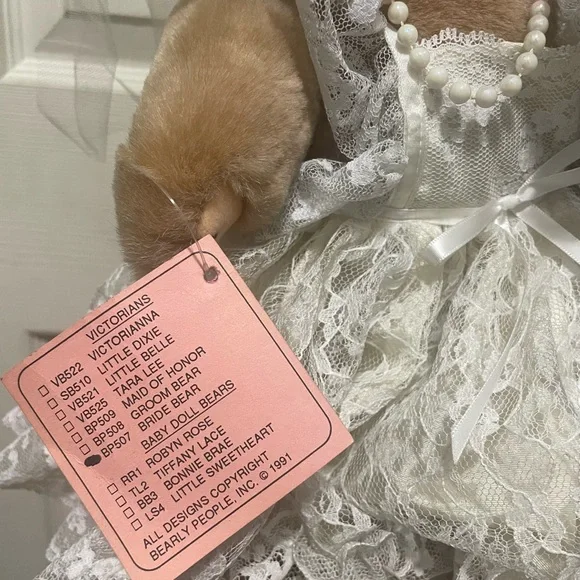 VICTORIANS
VB522 VICTORIANNA
SB510 LITTLE DIXIE
VB521 LITTLE BELLE
VB525 TARA LEE
BP509 MAID OF HONOR
BP508 GROOM BEAR
BP507 BRIDE BEAR
BABY DOLL BEARS
RR1 ROBYN ROSE
TL2 TIFFANY LACE
BB3 BONNIE BRAE
LS4 LITTLE SWEETHEART
ALL DESIGNS COPYRIGHT
BEARLY PEOPLE, INC. © 1991